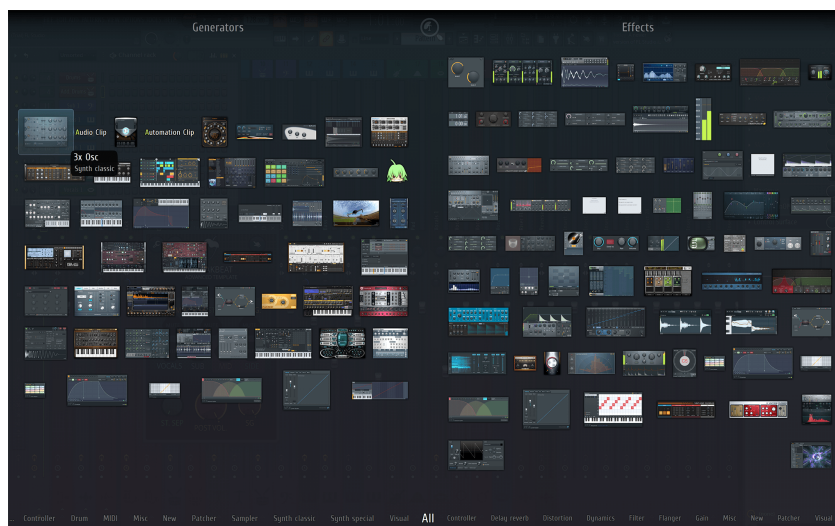 Generators
Effects
Audio Clip
Automation Clip
3x Osc
Synth classic
Controller Drum MIDI Misc New Patcher Sampler Synth classic Synth special Visual All Controller Delay reverb Distortion Dynamics Filter Flanger Gain Misc New Patcher Visual